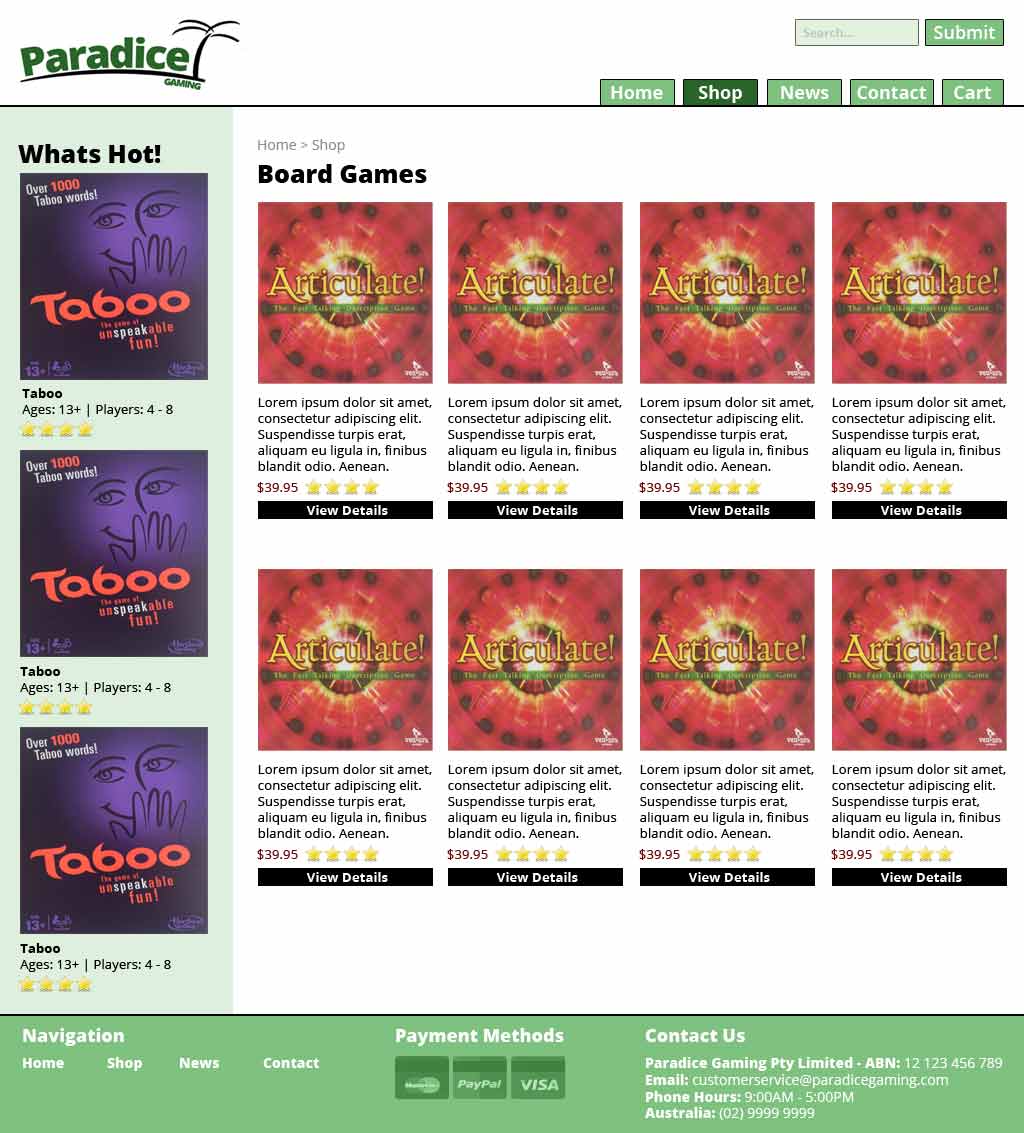 Paradice
GAMING
Search...
Submit
Home
Shop
News
Contact
Cart
Whats Hot!
Over 1000
Taboo words!
Taboo
The game of
unspeakable
fun!
13+
Hasbro
Taboo
Ages: 13+ | Players: 4 - 8
Over 1000
Taboo words!
Taboo
The game of
unspeakable
fun!
13+
Hasbro
Taboo
Ages: 13+ | Players: 4 - 8
Over 1000
Taboo words!
Taboo
The game of
unspeakable
fun!
13+
Hasbro
Taboo
Ages: 13+ | Players: 4 - 8
Home > Shop
Board Games
Articulate!
The Fast Talking Description Game
Articulate!
The Fast Talking Description Game
Articulate!
The Fast Talking Description Game
Articulate!
The Fast Talking Description Game
Lorem ipsum dolor sit amet,
consectetur adipiscing elit.
Suspendisse turpis erat,
aliquam eu ligula in, finibus
blandit odio. Aenean.
$39.95
View Details
Lorem ipsum dolor sit amet,
consectetur adipiscing elit.
Suspendisse turpis erat,
aliquam eu ligula in, finibus
blandit odio. Aenean.
$39.95
View Details
Lorem ipsum dolor sit amet,
consectetur adipiscing elit.
Suspendisse turpis erat,
aliquam eu ligula in, finibus
blandit odio. Aenean.
$39.95
View Details
Lorem ipsum dolor sit amet,
consectetur adipiscing elit.
Suspendisse turpis erat,
aliquam eu ligula in, finibus
blandit odio. Aenean.
$39.95
View Details
Articulate!
The Fast Talking Description Game
Articulate!
The Fast Talking Description Game
Articulate!
The Fast Talking Description Game
Articulate!
The Fast Talking Description Game
Lorem ipsum dolor sit amet,
consectetur adipiscing elit.
Suspendisse turpis erat,
aliquam eu ligula in, finibus
blandit odio. Aenean.
$39.95
View Details
Lorem ipsum dolor sit amet,
consectetur adipiscing elit.
Suspendisse turpis erat,
aliquam eu ligula in, finibus
blandit odio. Aenean.
$39.95
View Details
Lorem ipsum dolor sit amet,
consectetur adipiscing elit.
Suspendisse turpis erat,
aliquam eu ligula in, finibus
blandit odio. Aenean.
$39.95
View Details
Lorem ipsum dolor sit amet,
consectetur adipiscing elit.
Suspendisse turpis erat,
aliquam eu ligula in, finibus
blandit odio. Aenean.
$39.95
View Details
Navigation
Home
Shop
News
Contact
Payment Methods
MasterCard
PayPal
VISA
Contact Us
Paradice Gaming Pty Limited - ABN: 12 123 456 789
Email: customerservice@paradicegaming.com
Phone Hours: 9:00AM - 5:00PM
Australia: (02) 9999 9999